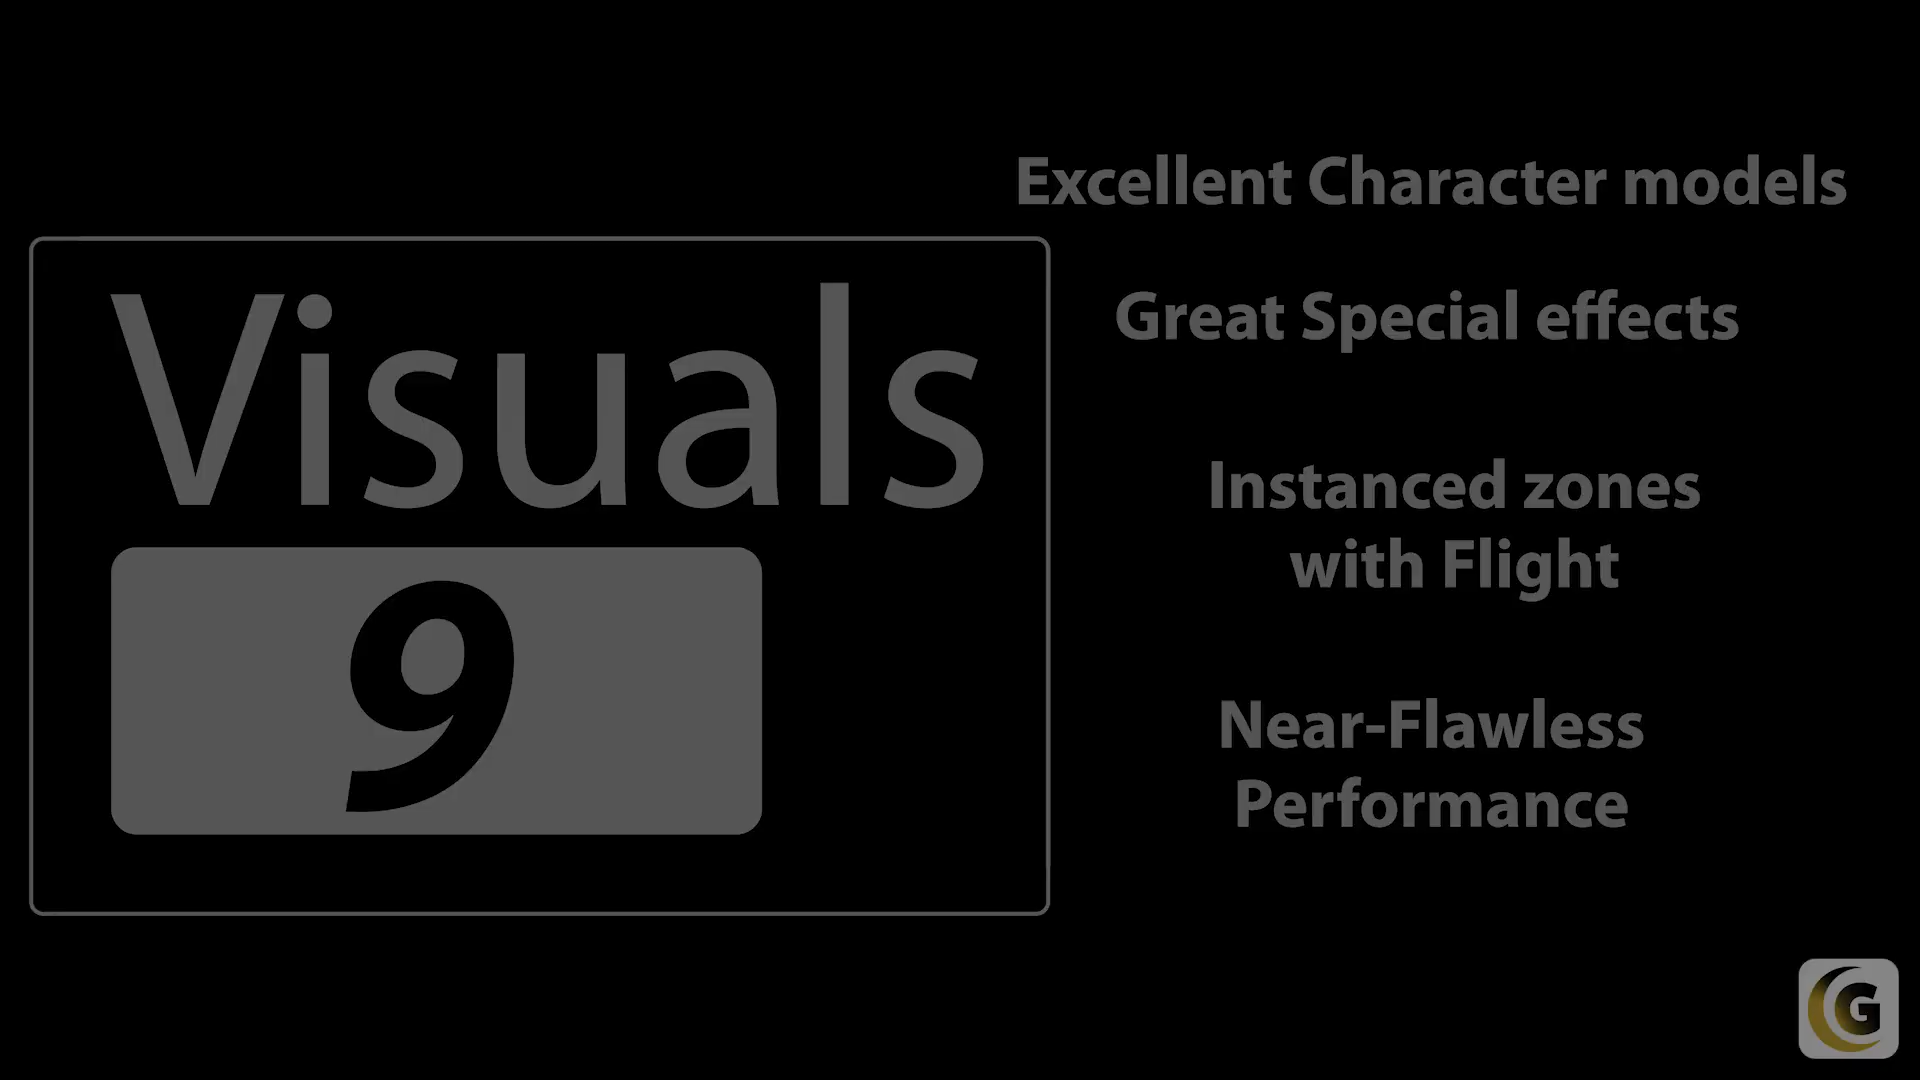 Visuals
9
Excellent Character models
Great Special effects
Instanced zones
with Flight
Near-Flawless
Performance
G